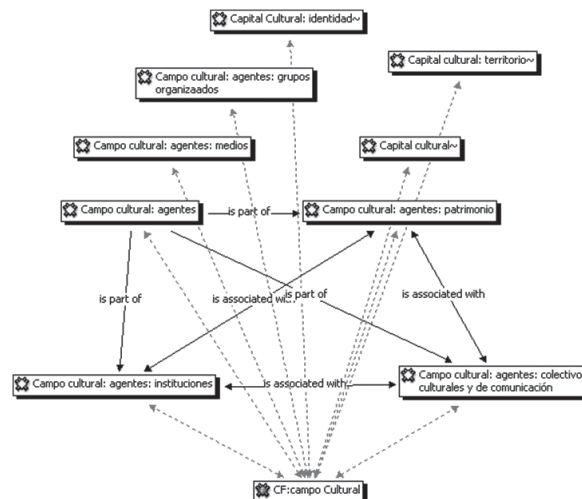 Capital Cultural: identidad~
Capital cultural: territorio~
Campo cultural: agentes: grupos
organizaados
Campo cultural: agentes: medios
Capital cultural~
Campo cultural: agentes
is part of
Campo cultural: agentes: patrimonio
is part of
is associated with
is part of
is associated with
Campo cultural: agentes: instituciones
is associated with
Campo cultural: agentes: colectivo
culturales y de comunicación
CF:campo Cultural